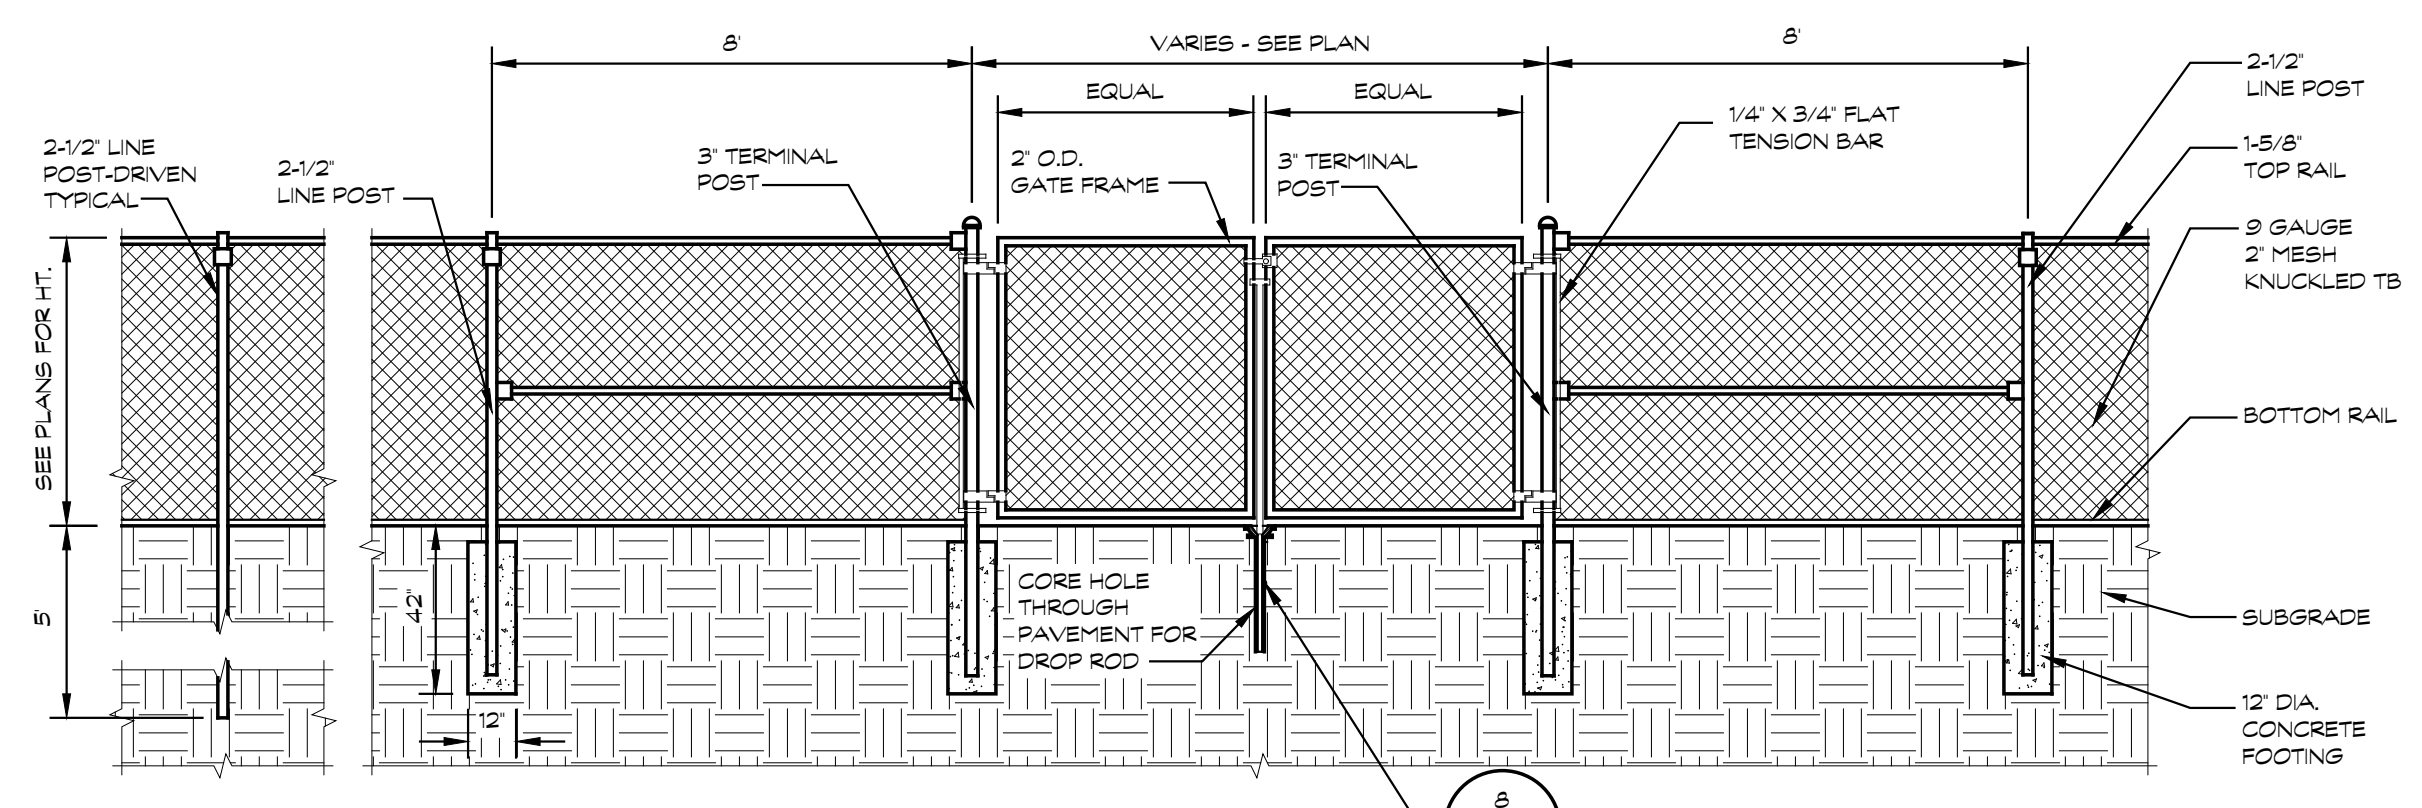 8'
VARIES - SEE PLAN
8'
EQUAL
EQUAL
2-1/2" LINE
POST-DRIVEN
TYPICAL
2-1/2"
LINE POST
3" TERMINAL
POST
2" O.D.
GATE FRAME
3" TERMINAL
POST
1/4" X 3/4" FLAT
TENSION BAR
2-1/2"
LINE POST
1-5/8"
TOP RAIL
9 GAUGE
2" MESH
KNUCKLED TB
BOTTOM RAIL
SUBGRADE
12" DIA.
CONCRETE
FOOTING
SEE PLANS FOR HT.
5'
42"
12"
CORE HOLE
THROUGH
PAVEMENT FOR
DROP ROD
8